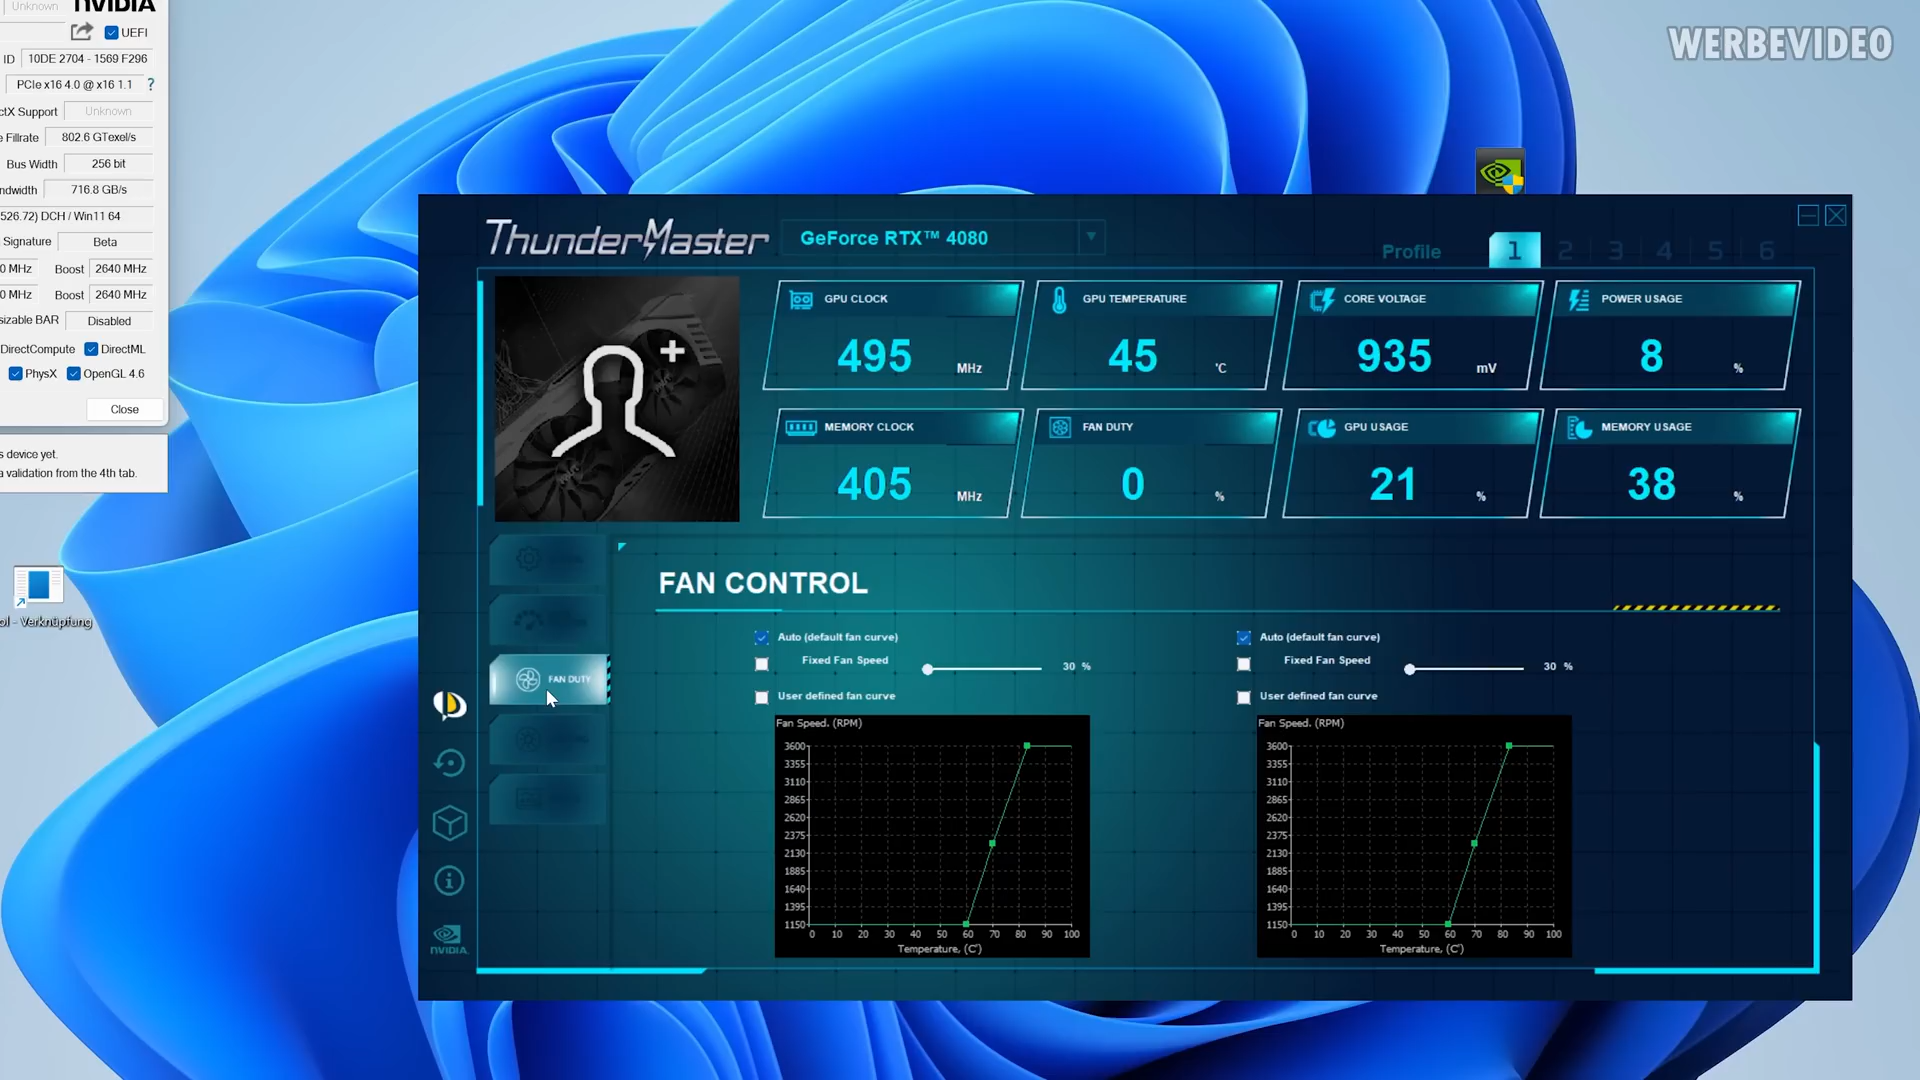 WERBEVIDEO
Unknown
NVIDIA
UEFI
ID 10DE 2704 - 1569 F296
PCIe x16 4.0 @ x16 1.1 ?
ctX Support Unknown
e Fillrate 802.6 GTexel/s
Bus Width 256 bit
ndwidth 716.8 GB/s
526.72) DCH / Win11 64
Signature Beta
0 MHz Boost 2640 MHz
0 MHz Boost 2640 MHz
sizable BAR Disabled
DirectCompute DirectML
PhysX OpenGL 4.6
Close
s device yet.
a validation from the 4th tab.
ol - Verknüpfung
ThunderMaster
GeForce RTX™ 4080
Profile 1 2 3 4 5 6
GPU CLOCK
495 MHz
GPU TEMPERATURE
45 °C
CORE VOLTAGE
935 mV
POWER USAGE
8 %
MEMORY CLOCK
405 MHz
FAN DUTY
0 %
GPU USAGE
21 %
MEMORY USAGE
38 %
FAN DUTY
NVIDIA.
FAN CONTROL
Auto (default fan curve)
Fixed Fan Speed 30 %
User defined fan curve
Fan Speed. (RPM)
3600
3355
3110
2865
2620
2375
2130
1885
1640
1395
1150
0 10 20 30 40 50 60 70 80 90 100
Temperature, (C°)
Auto (default fan curve)
Fixed Fan Speed 30 %
User defined fan curve
Fan Speed. (RPM)
3600
3355
3110
2865
2620
2375
2130
1885
1640
1395
1150
0 10 20 30 40 50 60 70 80 90 100
Temperature, (C°)